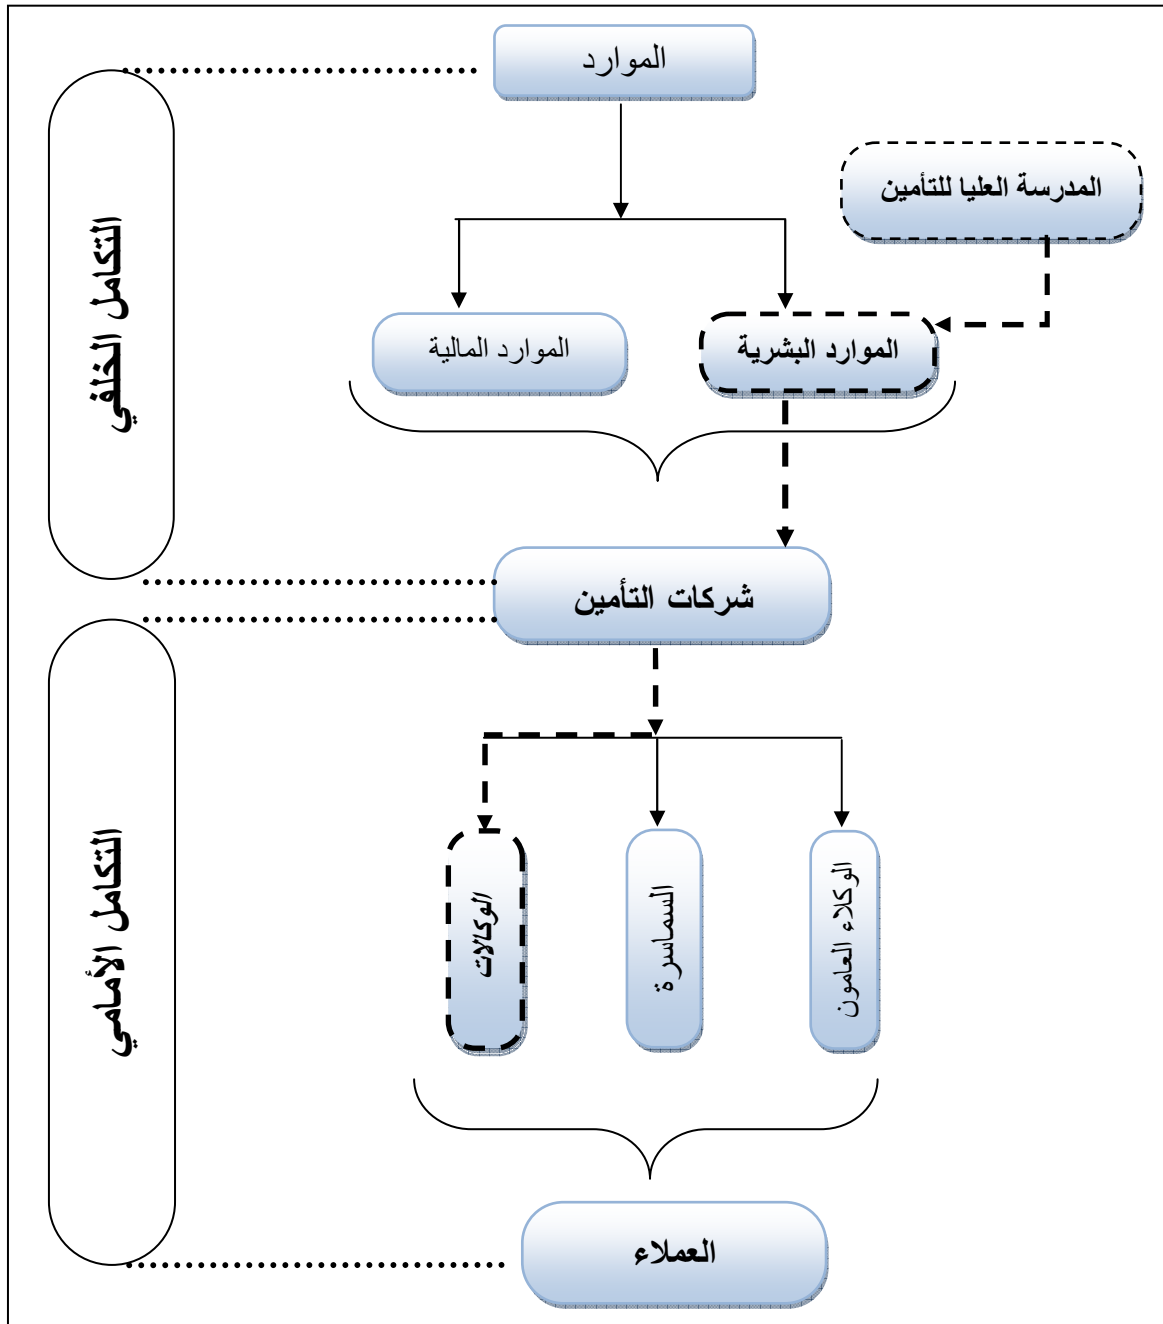 الموارد
المدرسة العليا للتأمين
التكامل الخلفي
الموارد البشرية
الموارد المالية
شركات التأمين
التكامل الأمامي
الوكلاء العامون
السماسرة
الوكالات
العملاء